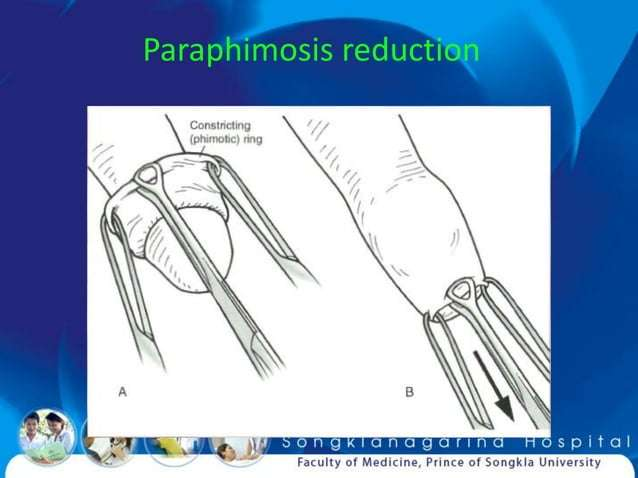 Paraphimosis reduction
Constricting
(phimotic) ring
A
B
Songklanagarind Hospital
Faculty of Medicine, Prince of Songkla University